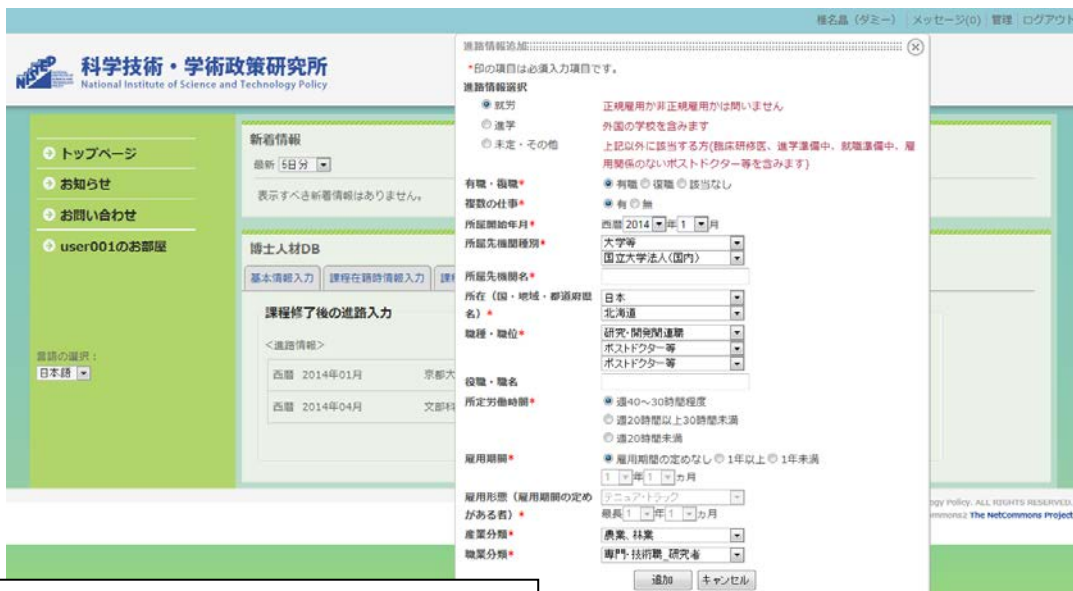 椎名晶（ダミー） メッセージ(0) 管理 ログアウト
NISTEP 科学技術・学術政策研究所
National Institute of Science and Technology Policy
トップページ
お知らせ
お問い合わせ
user001のお部屋
言語の選択：
日本語
新着情報
最新 5日分
表示すべき新着情報はありません。
博士人材DB
基本情報入力 課程在籍時情報入力 課程
課程修了後の進路入力
<進路情報>
西暦 2014年01月 京都大
西暦 2014年04月 文部科
進路情報追加
*印の項目は必須入力項目です。
進路情報選択
就労 正規雇用か非正規雇用かは問いません
進学 外国の学校を含みます
未定・その他 上記以外に該当する方(臨床研修医、進学準備中、就職準備中、雇
用関係のないポストドクター等を含みます)
有職・復職* 有職 復職 該当なし
複数の仕事* 有 無
所属開始年月* 西暦 2014 年 1 月
所属先機関種別* 大学等
国立大学法人(国内)
所属先機関名*
所在（国・地域・都道府県 日本
名）* 北海道
職種・職位* 研究・開発関連職
ポストドクター等
ポストドクター等
役職・職名
所定労働時間* 週40～30時間程度
週20時間以上30時間未満
週20時間未満
雇用期間* 雇用期間の定めなし 1年以上 1年未満
1 年 1 ヵ月
雇用形態（雇用期間の定め テニュア・トラック
がある者）* 最長 1 年 1 ヵ月
産業分類* 農業、林業
職業分類* 専門・技術職_研究者
追加 キャンセル
ogy Policy. ALL RIGHTS RESERVED.
ommons2 The NetCommons Project